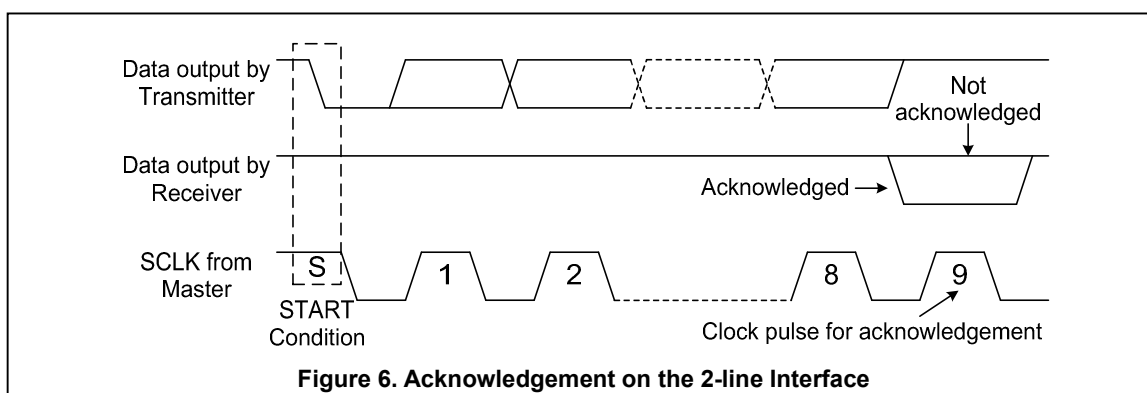 Data output by
Transmitter
Not
acknowledged
Data output by
Receiver
Acknowledged
SCLK from
Master
S
1
2
8
9
START
Condition
Clock pulse for acknowledgement
Figure 6. Acknowledgement on the 2-line Interface